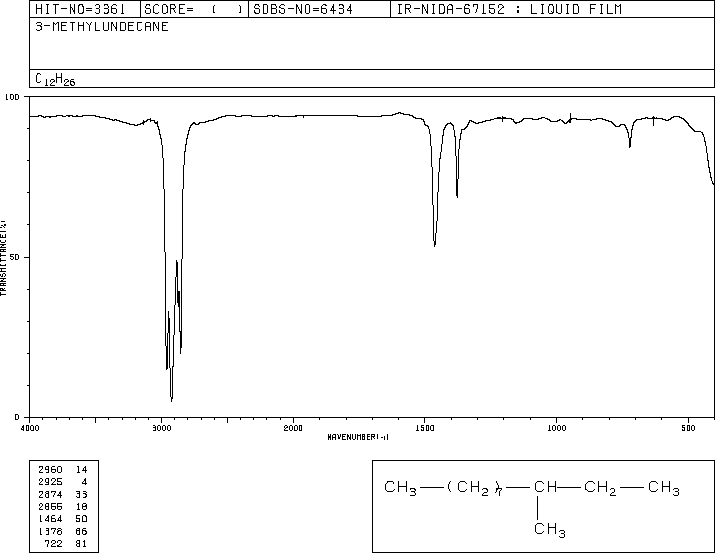 HIT-NO=3361 SCORE= ( ) SDBS-NO=6434 IR-NIDA-67152 : LIQUID FILM
3-METHYLUNDECANE
C12H26
100
50
0
TRANSMITTANCE(%)
4000 3000 2000 1500 1000 500
WAVENUMBER(-1)
2960 14
2925 4
2874 33
2855 18
1464 50
1378 66
722 81
CH3 (CH2)7 CH CH2 CH3
CH3